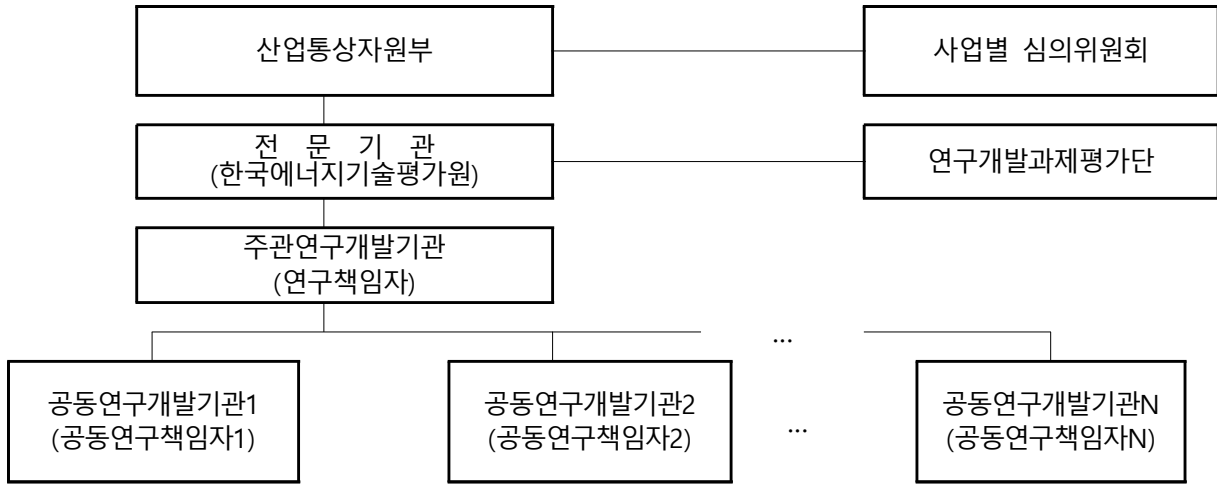 산업통상자원부
사업별 심의위원회
전 문 기 관
(한국에너지기술평가원)
연구개발과제평가단
주관연구개발기관
(연구책임자)
...
공동연구개발기관1
(공동연구책임자1)
공동연구개발기관2
(공동연구책임자2)
...
공동연구개발기관N
(공동연구책임자N)